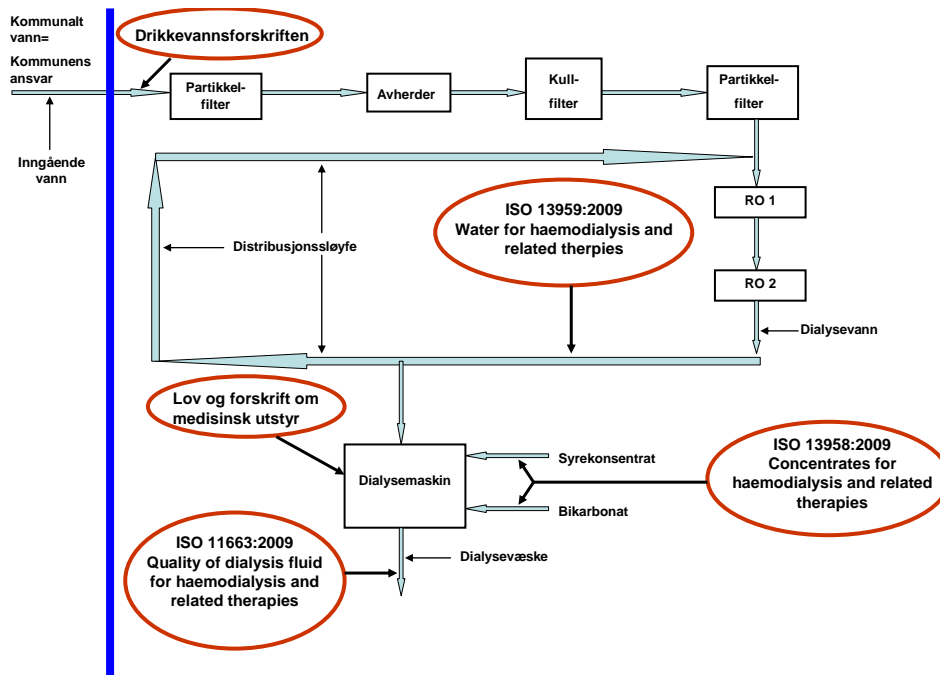 Kommunalt
vann=
Kommunens
ansvar
Drikkevannsforskriften
Partikkel-
filter
Avherder
Kull-
filter
Partikkel-
filter
Inngående
vann
RO 1
ISO 13959:2009
Water for haemodialysis and
related therpies
Distribusjonssløyfe
RO 2
Dialysevann
Lov og forskrift om
medisinsk utstyr
Dialysemaskin
Syrekonsentrat
Bikarbonat
ISO 13958:2009
Concentrates for
haemodialysis and related
therapies
ISO 11663:2009
Quality of dialysis fluid
for haemodialysis and
related therapies
Dialysevæske